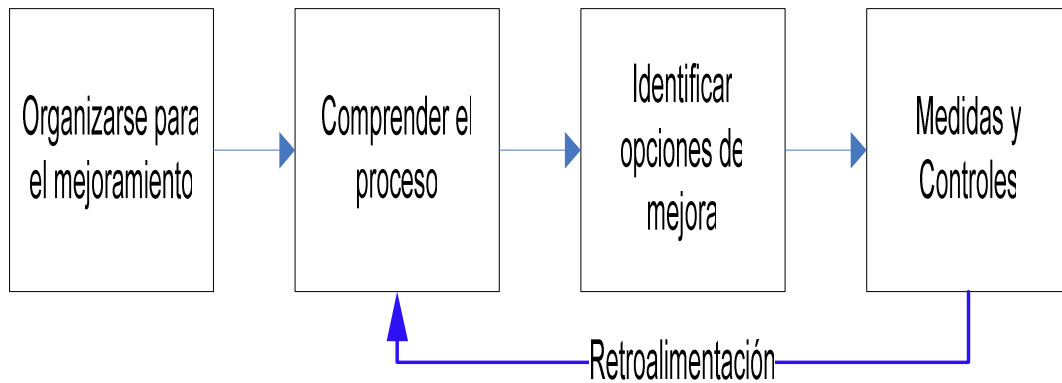 Organizarse para
el mejoramiento
Comprender el
proceso
Identificar
opciones de
mejora
Medidas y
Controles
Retroalimentación